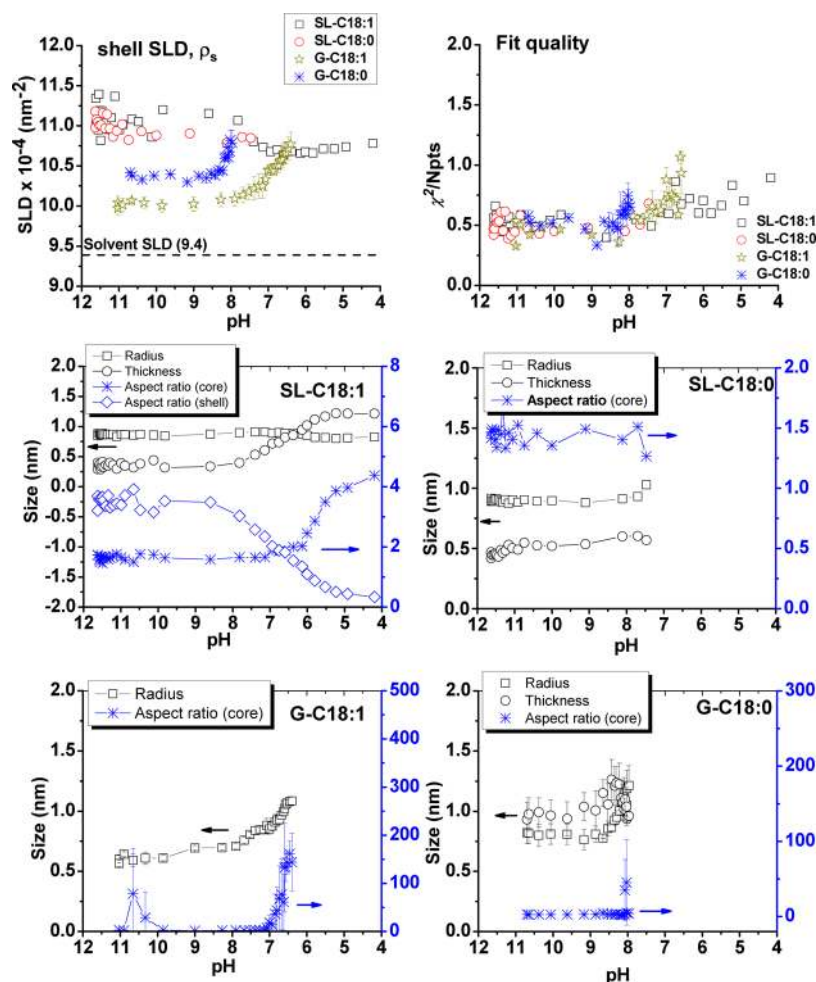 shell SLD, ρs
SL-C18:1
SL-C18:0
G-C18:1
G-C18:0
SLD x 10-4 (nm-2)
12.0
11.5
11.0
10.5
10.0
9.5
9.0
Solvent SLD (9.4)
12 11 10 9 8 7 6 5 4
pH
Fit quality
χ2/Npts
2.0
1.5
1.0
0.5
0.0
SL-C18:1
SL-C18:0
G-C18:1
G-C18:0
12 11 10 9 8 7 6 5 4
pH
Radius
Thickness
Aspect ratio (core)
Aspect ratio (shell)
SL-C18:1
Size (nm)
2.0
1.5
1.0
0.5
0.0
-0.5
-1.0
-1.5
-2.0
8
6
4
2
0
12 11 10 9 8 7 6 5 4
pH
Radius
Thickness
Aspect ratio (core)
SL-C18:0
Size (nm)
2.0
1.5
1.0
0.5
0.0
2.0
1.5
1.0
0.5
0.0
12 11 10 9 8 7 6 5 4
pH
Radius
Aspect ratio (core)
G-C18:1
Size (nm)
2.0
1.5
1.0
0.5
0.0
500
400
300
200
150
100
50
0
12 11 10 9 8 7 6 5 4
pH
Radius
Thickness
Aspect ratio (core)
G-C18:0
Size (nm)
2.0
1.5
1.0
0.5
0.0
300
200
100
0
12 11 10 9 8 7 6 5 4
pH